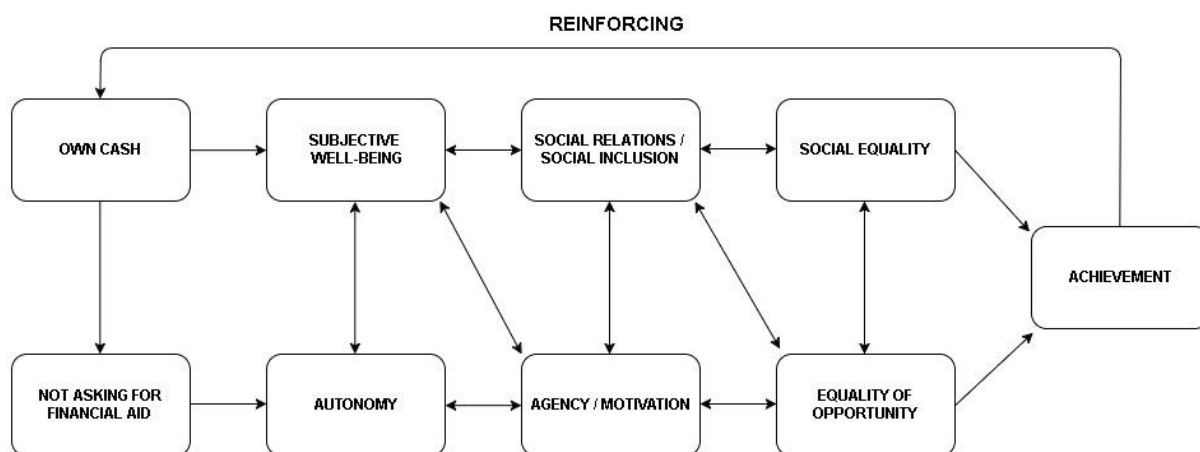 REINFORCING
OWN CASH
SUBJECTIVE
WELL-BEING
SOCIAL RELATIONS /
SOCIAL INCLUSION
SOCIAL EQUALITY
ACHIEVEMENT
NOT ASKING FOR
FINANCIAL AID
AUTONOMY
AGENCY / MOTIVATION
EQUALITY OF
OPPORTUNITY